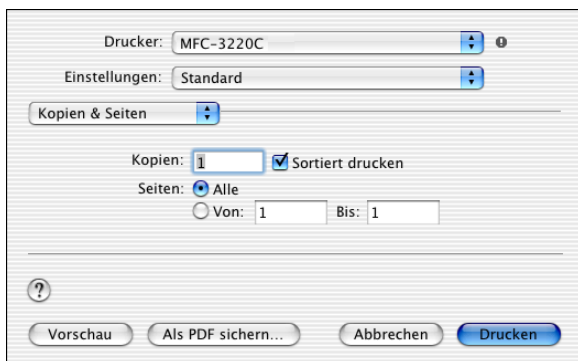 Drucker: MFC-3220C
Einstellungen: Standard
Kopien & Seiten
Kopien: 1 Sortiert drucken
Seiten: Alle
Von: 1 Bis: 1
?
Vorschau Als PDF sichern... Abbrechen Drucken